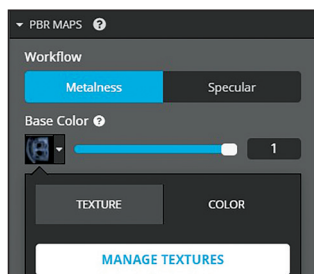 PBR MAPS ?
Workflow
Metalness Specular
Base Color ?
1
TEXTURE COLOR
MANAGE TEXTURES